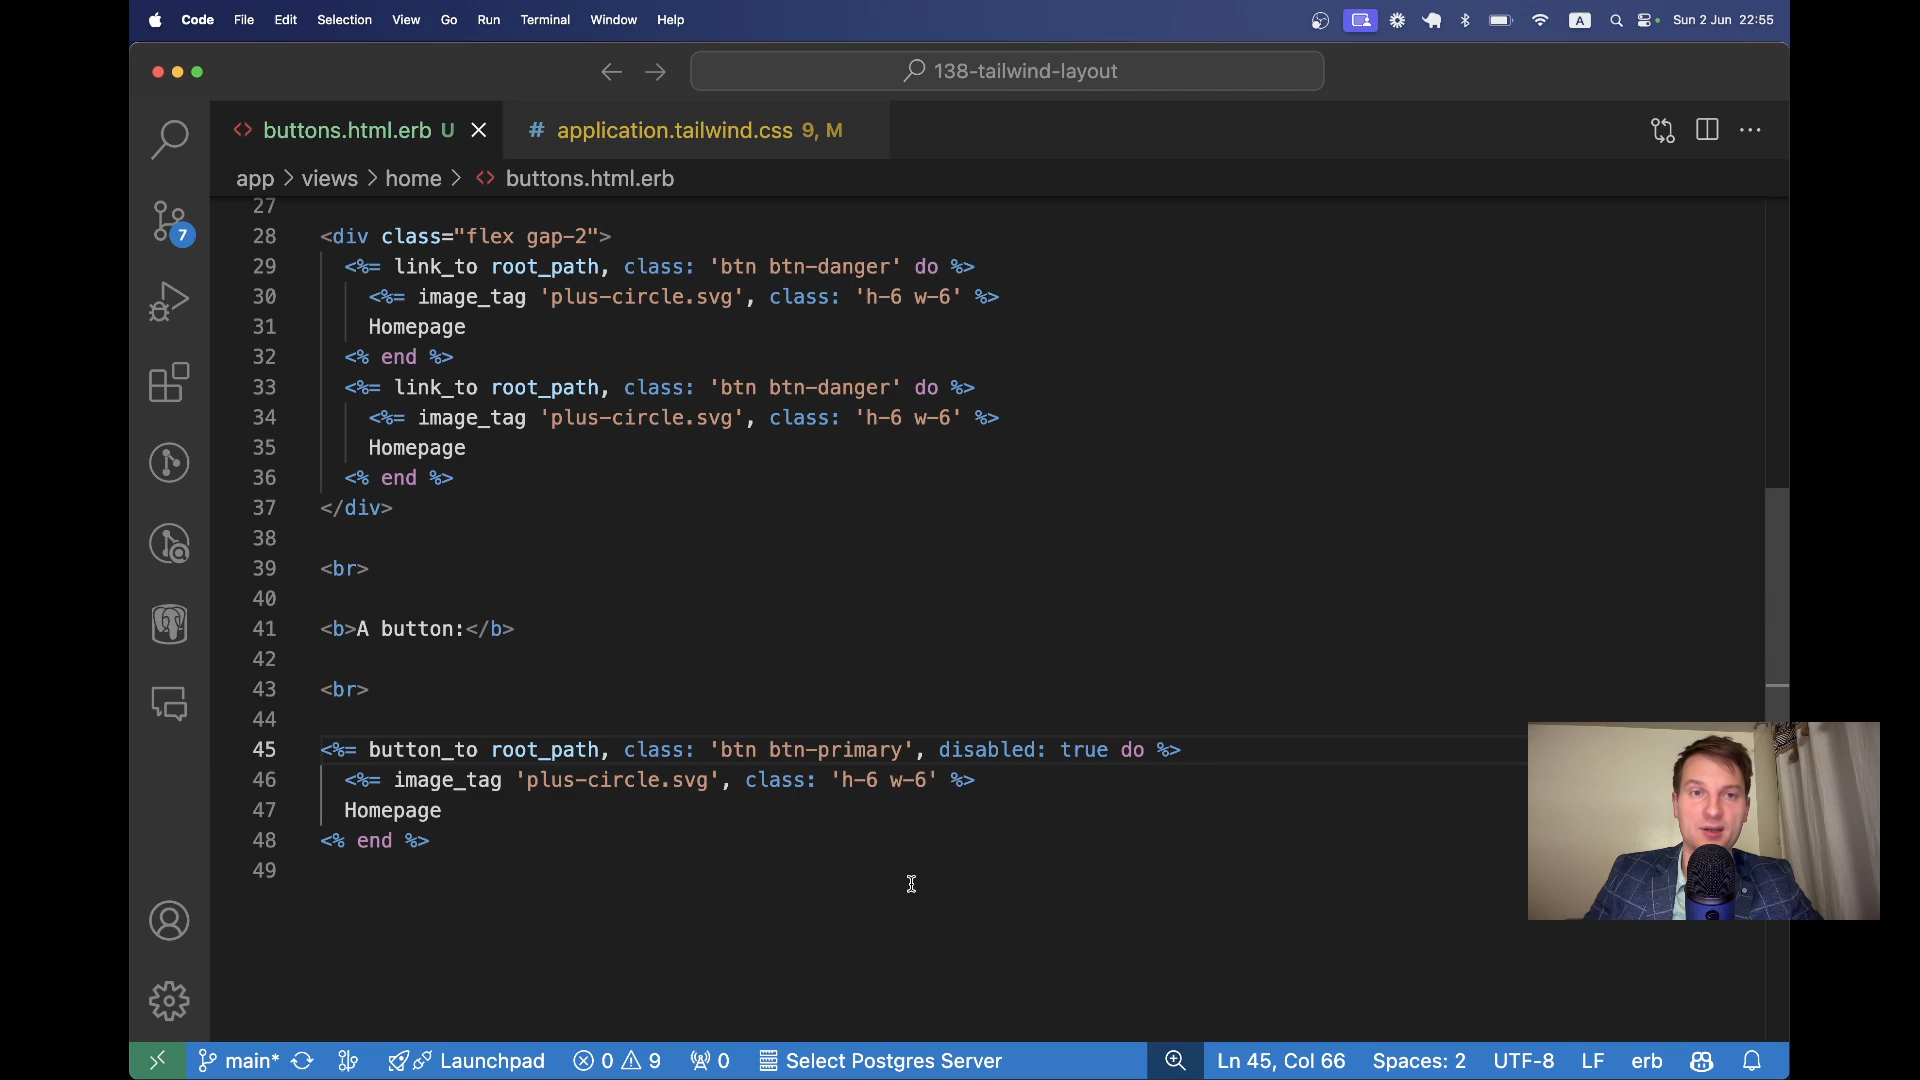 Code File Edit Selection View Go Run Terminal Window Help A Sun 2 Jun 22:55
138-tailwind-layout
buttons.html.erb U application.tailwind.css 9, M
app > views > home > buttons.html.erb
7
27
28 <div class="flex gap-2">
29 <%= link_to root_path, class: 'btn btn-danger' do %>
30 <%= image_tag 'plus-circle.svg', class: 'h-6 w-6' %>
31 Homepage
32 <% end %>
33 <%= link_to root_path, class: 'btn btn-danger' do %>
34 <%= image_tag 'plus-circle.svg', class: 'h-6 w-6' %>
35 Homepage
36 <% end %>
37 </div>
38
39 <br>
40
41 <b>A button:</b>
42
43 <br>
44
45 <%= button_to root_path, class: 'btn btn-primary', disabled: true do %>
46 <%= image_tag 'plus-circle.svg', class: 'h-6 w-6' %>
47 Homepage
48 <% end %>
49
main* Launchpad 0 9 0 Select Postgres Server Ln 45, Col 66 Spaces: 2 UTF-8 LF erb